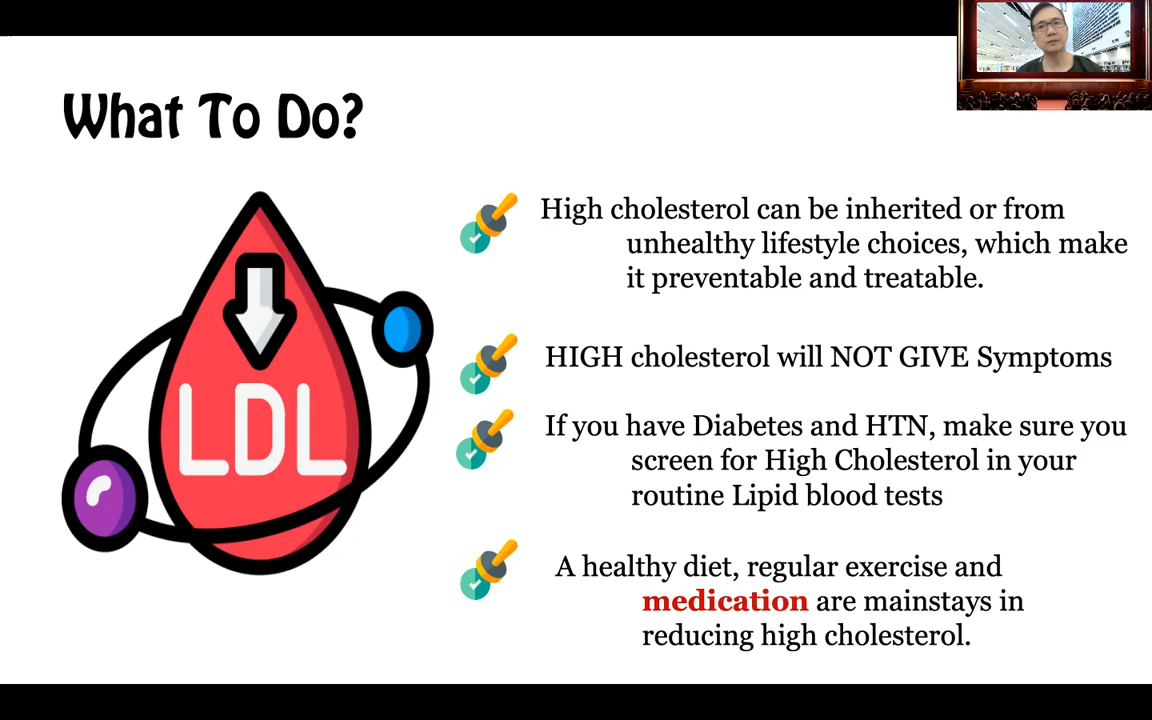 What To Do?
LDL
High cholesterol can be inherited or from
unhealthy lifestyle choices, which make
it preventable and treatable.
HIGH cholesterol will NOT GIVE Symptoms
If you have Diabetes and HTN, make sure you
screen for High Cholesterol in your
routine Lipid blood tests
A healthy diet, regular exercise and
medication are mainstays in
reducing high cholesterol.